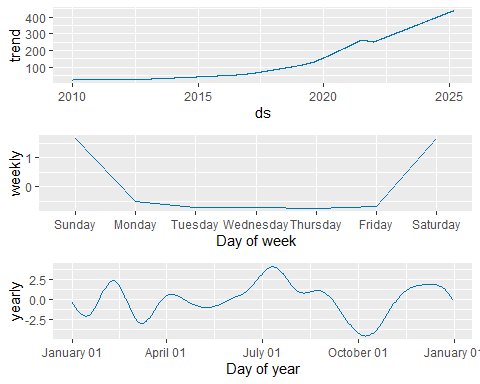 trend
400
300
200
100
2010 2015 2020 2025
ds
weekly
1
0
Sunday Monday Tuesday Wednesday Thursday Friday Saturday
Day of week
yearly
2.5
0.0
-2.5
January 01 April 01 July 01 October 01 January 01
Day of year